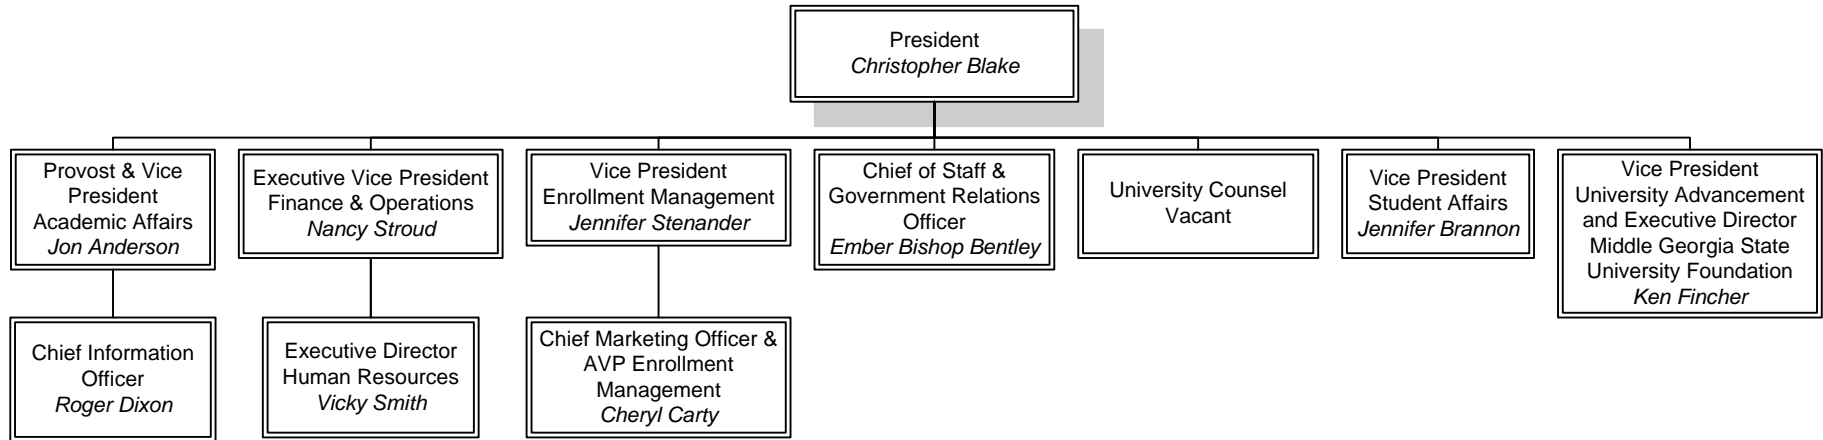 President
Christopher Blake
Provost & Vice
President
Academic Affairs
Jon Anderson
Executive Vice President
Finance & Operations
Nancy Stroud
Vice President
Enrollment Management
Jennifer Stenander
Chief of Staff &
Government Relations
Officer
Ember Bishop Bentley
University Counsel
Vacant
Vice President
Student Affairs
Jennifer Brannon
Vice President
University Advancement
and Executive Director
Middle Georgia State
University Foundation
Ken Fincher
Chief Information
Officer
Roger Dixon
Executive Director
Human Resources
Vicky Smith
Chief Marketing Officer &
AVP Enrollment
Management
Cheryl Carty